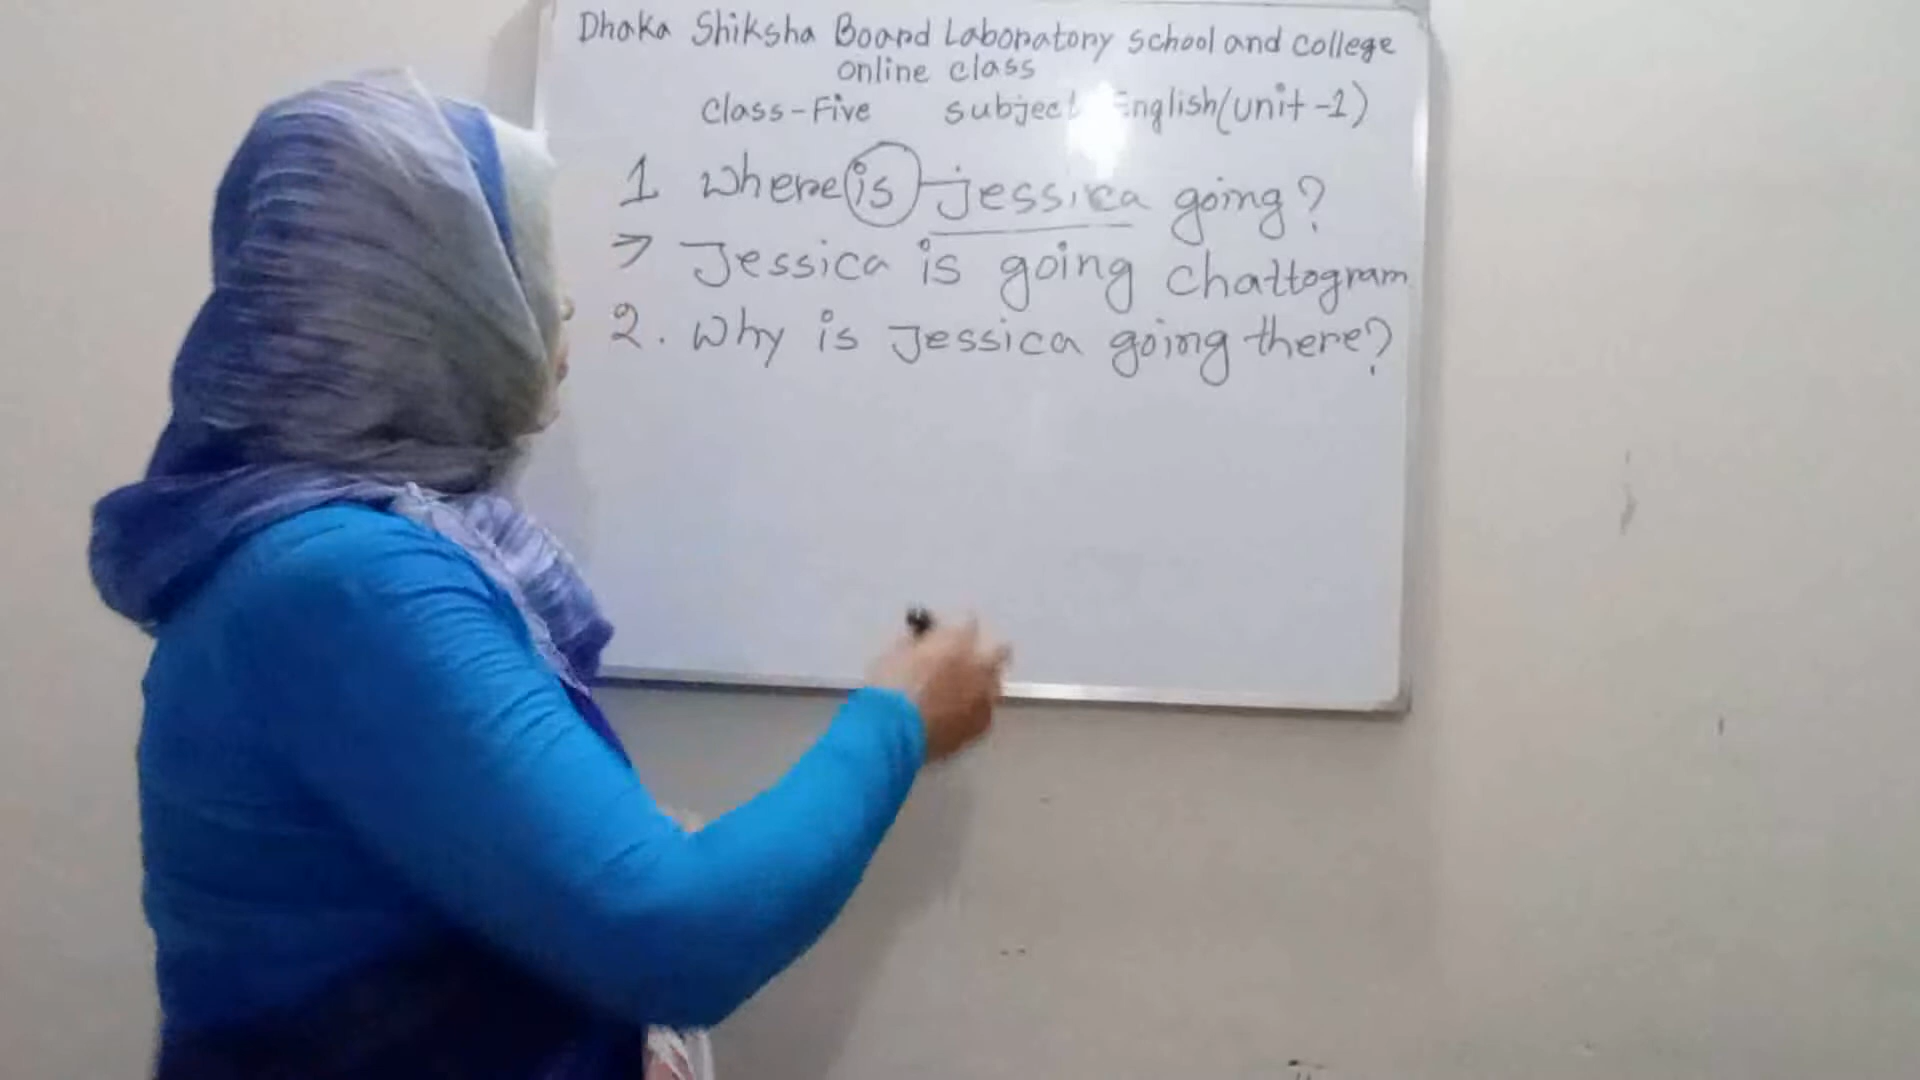 Dhaka Shiksha Board Laboratory school and college
online class
Class-Five subject English(unit-1)
1 where is jessica going?
> Jessica is going chattogram
2. Why is Jessica going there?